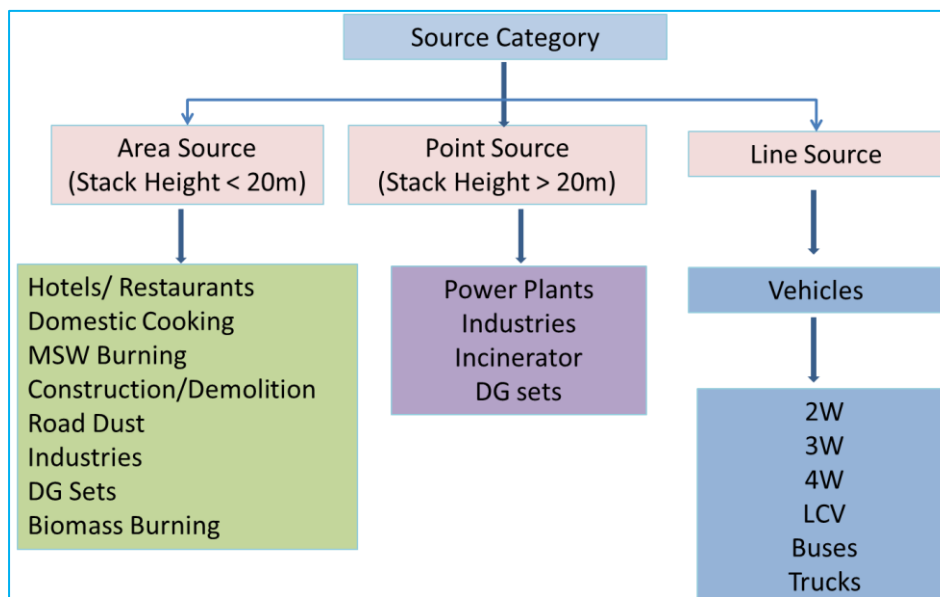 Source Category
Area Source
(Stack Height < 20m)
Point Source
(Stack Height > 20m)
Line Source
Hotels/ Restaurants
Domestic Cooking
MSW Burning
Construction/Demolition
Road Dust
Industries
DG Sets
Biomass Burning
Power Plants
Industries
Incinerator
DG sets
Vehicles
2W
3W
4W
LCV
Buses
Trucks